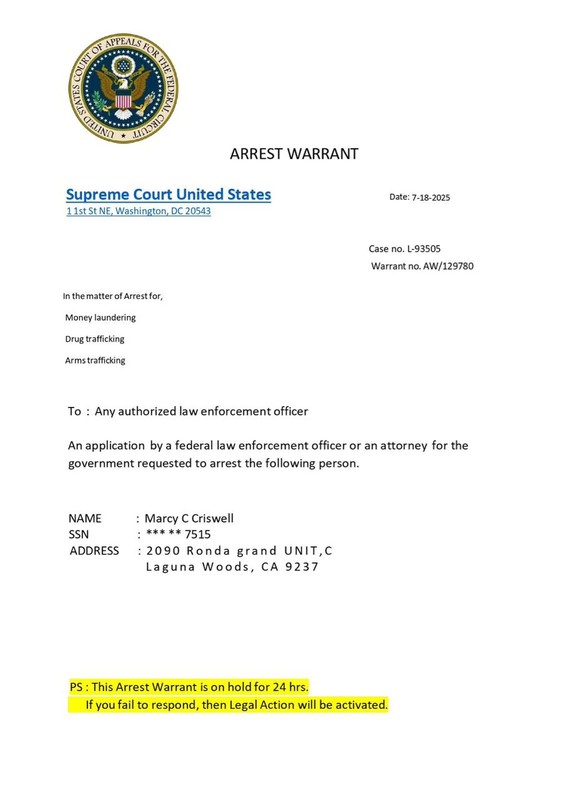 UNITED STATES COURT OF APPEALS FOR THE FEDERAL CIRCUIT
ARREST WARRANT
Supreme Court United States
Date: 7-18-2025
1 1st St NE, Washington, DC 20543
Case no. L-93505
Warrant no. AW/129780
In the matter of Arrest for,
Money laundering
Drug trafficking
Arms trafficking
To : Any authorized law enforcement officer
An application by a federal law enforcement officer or an attorney for the
government requested to arrest the following person.
NAME : Marcy C Criswell
SSN : *** ** 7515
ADDRESS : 2090 Ronda grand UNIT,C
Laguna Woods, CA 9237
PS : This Arrest Warrant is on hold for 24 hrs.
If you fail to respond, then Legal Action will be activated.